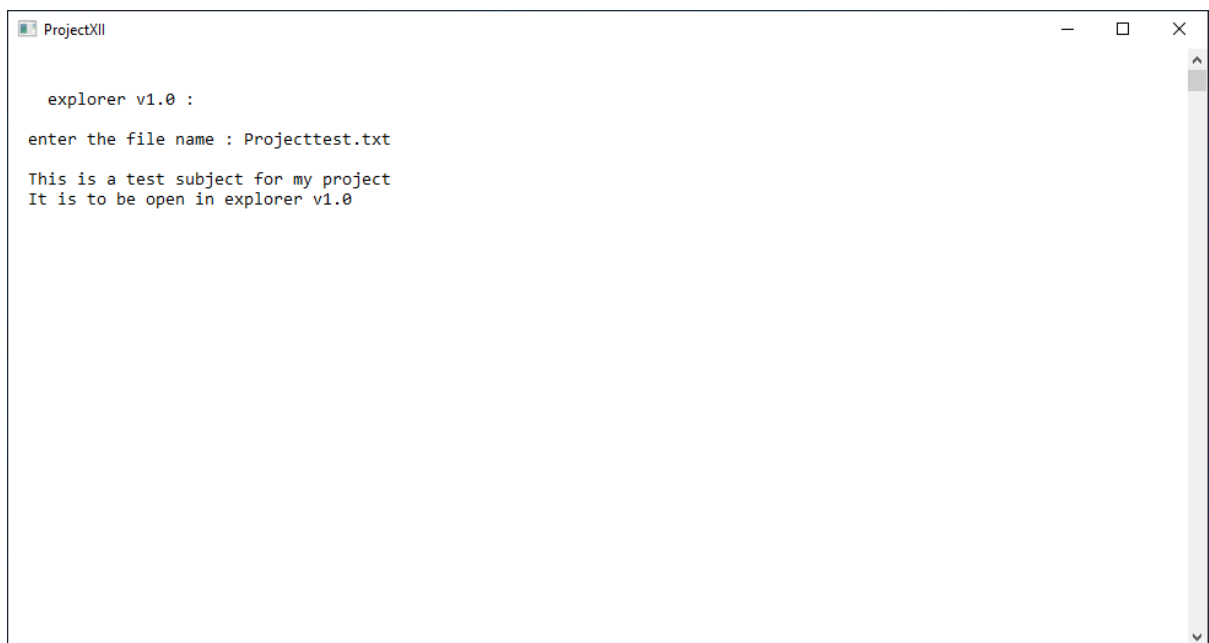 ProjectXII
explorer v1.0 :
enter the file name : Projecttest.txt
This is a test subject for my project
It is to be open in explorer v1.0